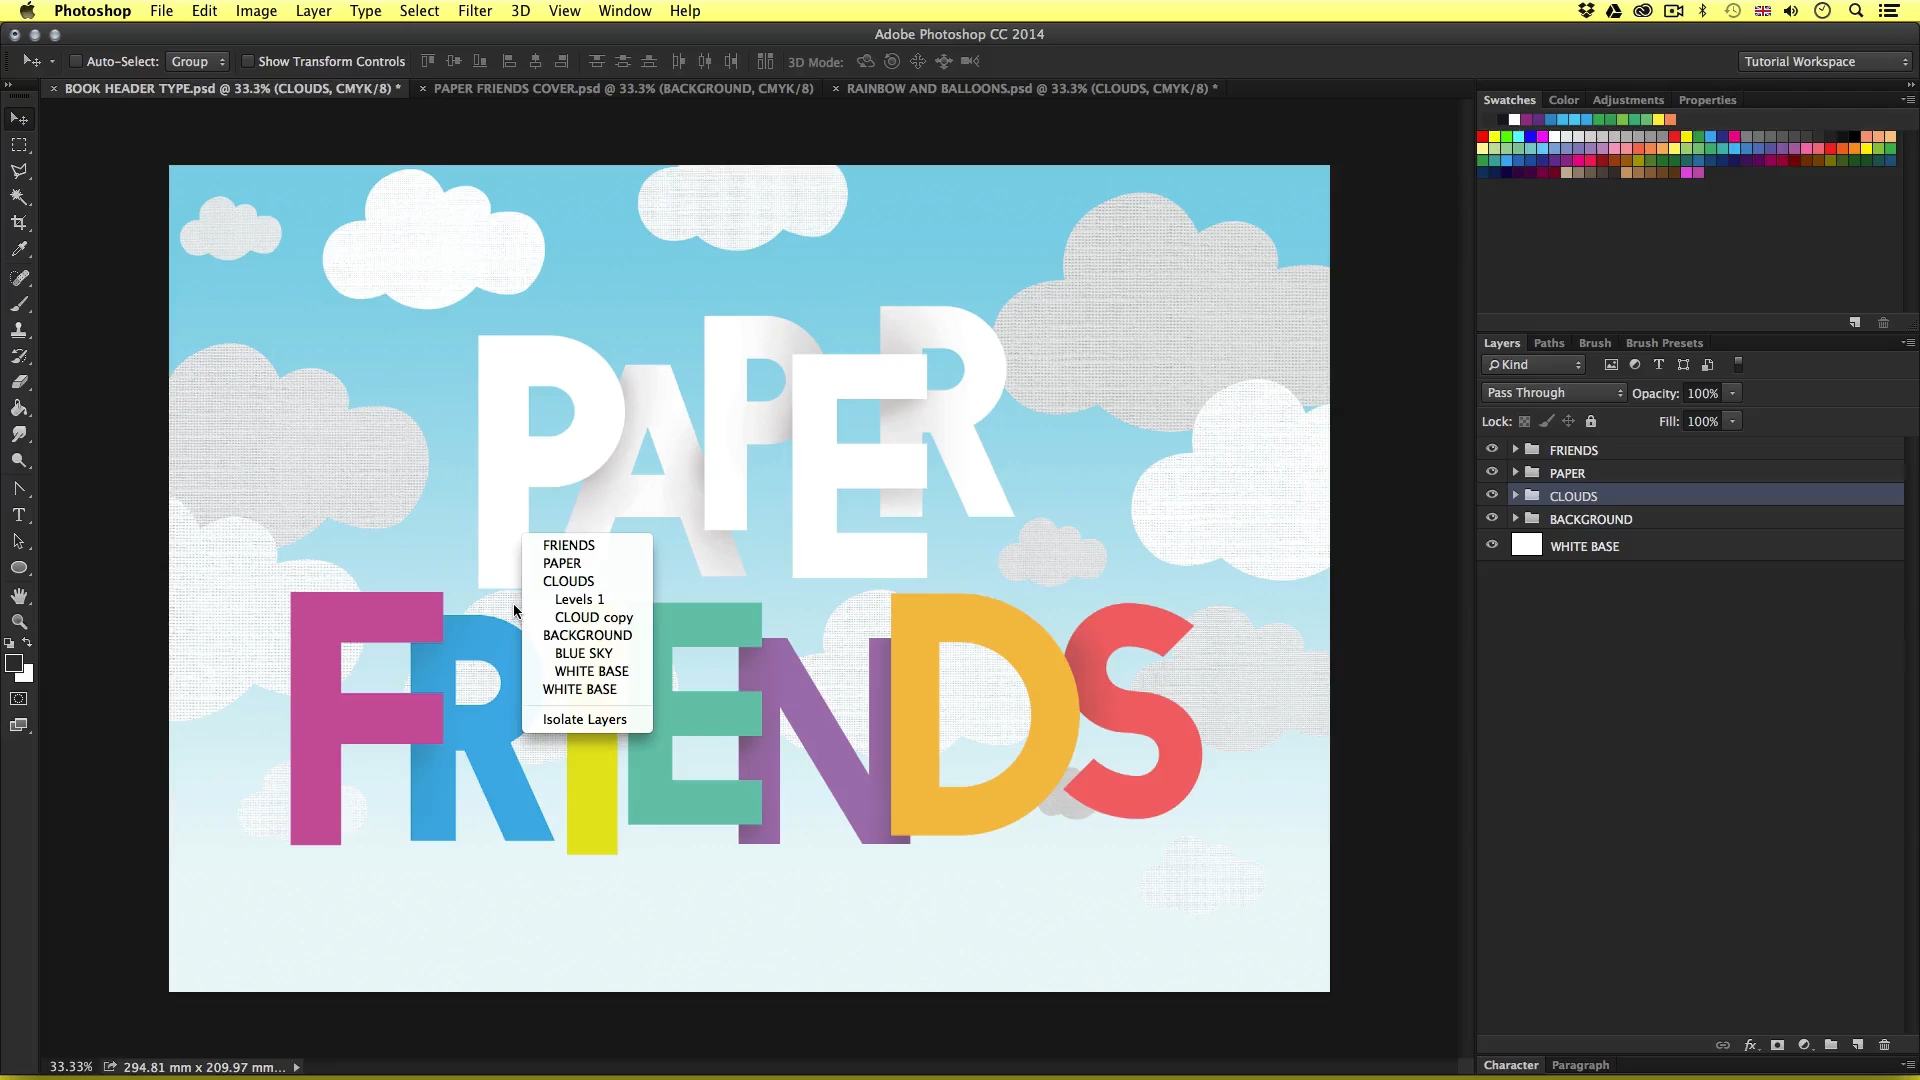 Photoshop File Edit Image Layer Type Select Filter 3D View Window Help
Adobe Photoshop CC 2014
Auto-Select: Group Show Transform Controls 3D Mode: Tutorial Workspace
BOOK HEADER TYPE.psd @ 33.3% (CLOUDS, CMYK/8) * PAPER FRIENDS COVER.psd @ 33.3% (BACKGROUND, CMYK/8) RAINBOW AND BALLOONS.psd @ 33.3% (CLOUDS, CMYK/8) *
Swatches Color Adjustments Properties
PAPER
FRIENDS
FRIENDS
PAPER
CLOUDS
Levels 1
CLOUD copy
BACKGROUND
BLUE SKY
WHITE BASE
WHITE BASE
Isolate Layers
Layers Paths Brush Brush Presets
Kind
Pass Through Opacity: 100%
Lock: Fill: 100%
FRIENDS
PAPER
CLOUDS
BACKGROUND
WHITE BASE
33.33% 294.81 mm x 209.97 mm...
Character Paragraph